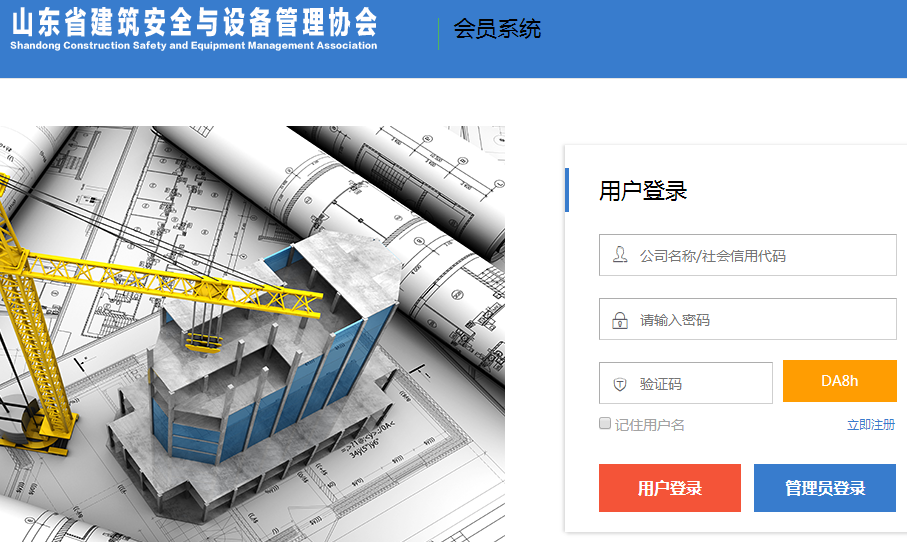 山东省建筑安全与设备管理协会
Shandong Construction Safety and Equipment Management Association
会员系统
用户登录
公司名称/社会信用代码
请输入密码
验证码
DA8h
记住用户名
立即注册
用户登录
管理员登录